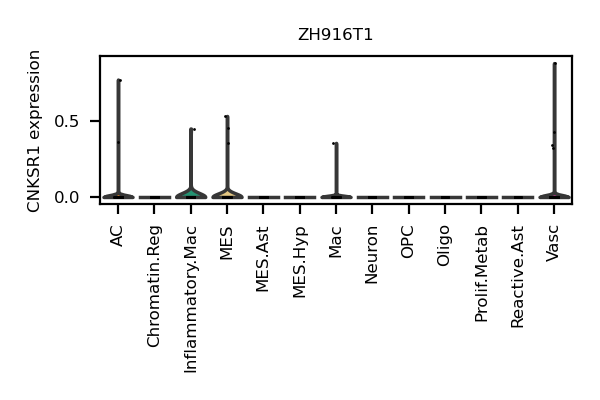 ZH916T1
CNKSR1 expression
0.5
0.0
AC
Chromatin.Reg
Inflammatory.Mac
MES
MES.Ast
MES.Hyp
Mac
Neuron
OPC
Oligo
Prolif.Metab
Reactive.Ast
Vasc